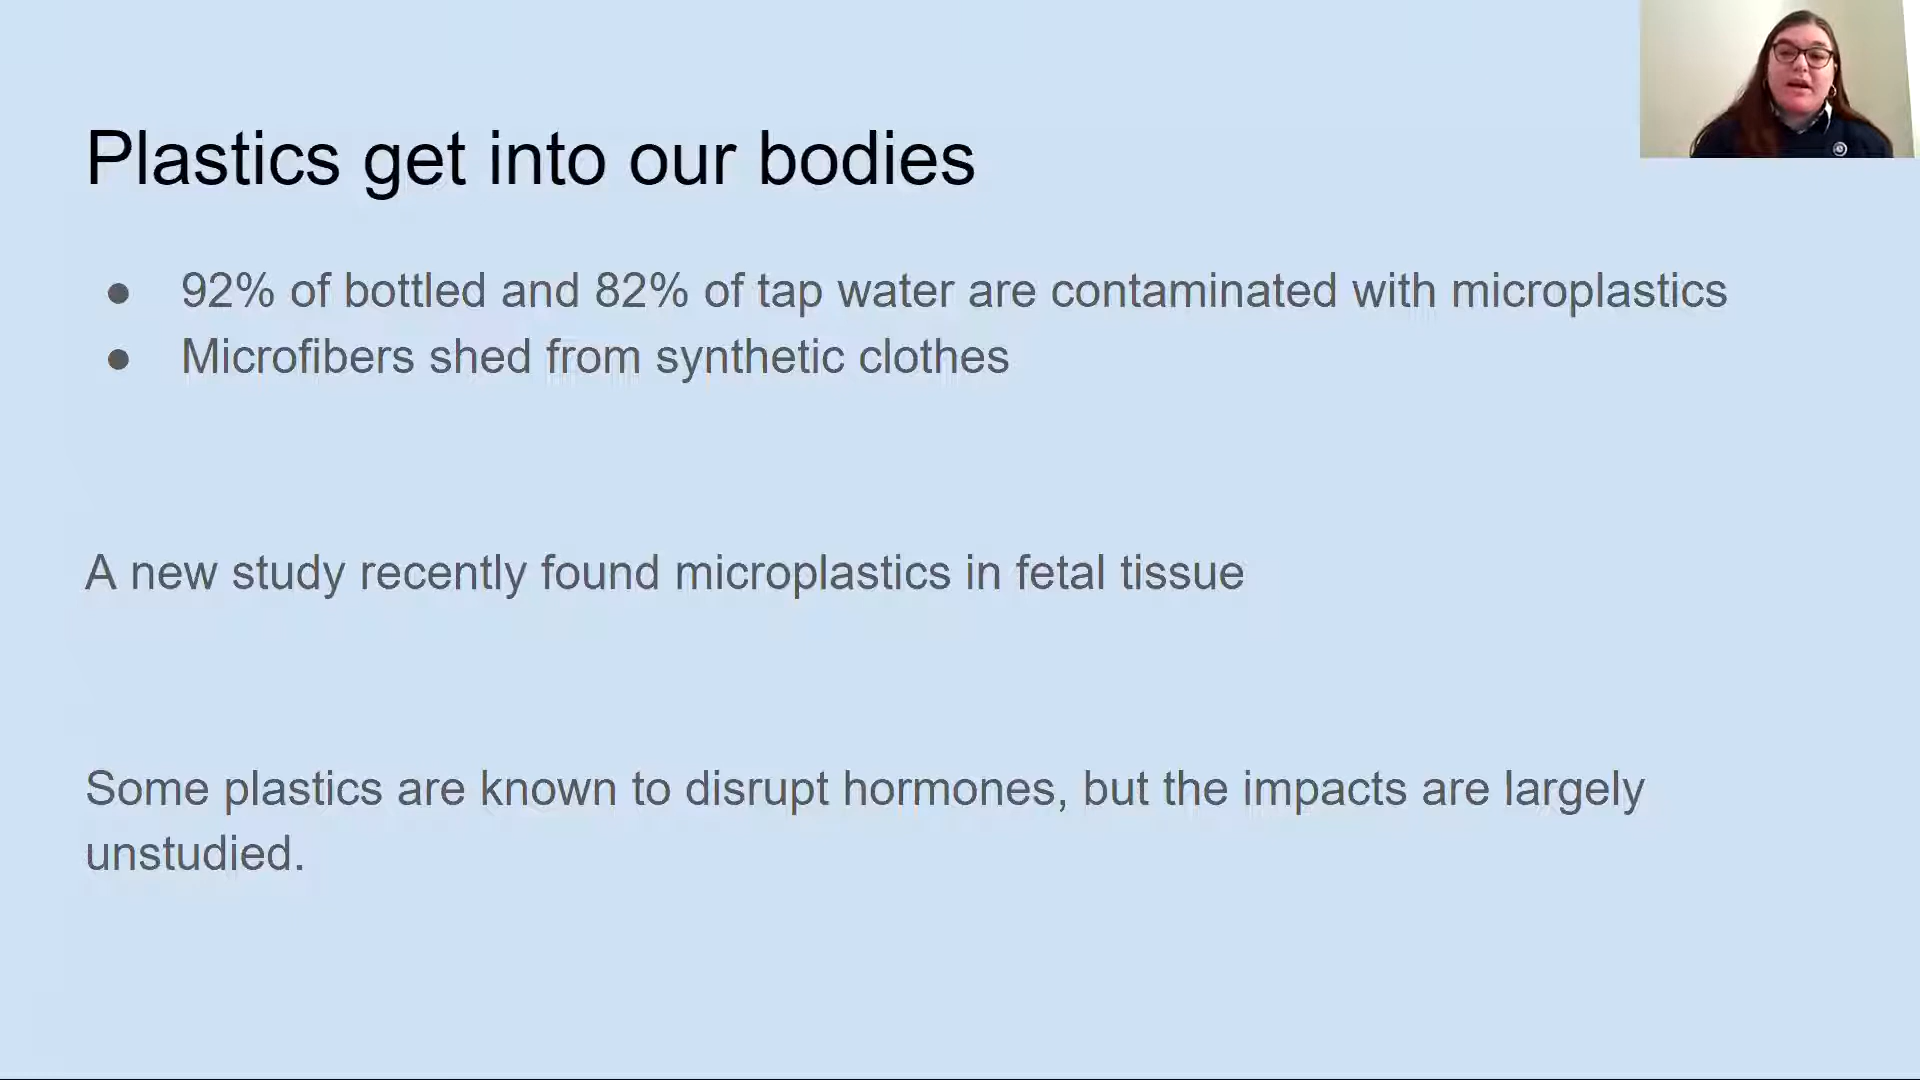 Plastics get into our bodies
● 92% of bottled and 82% of tap water are contaminated with microplastics
● Microfibers shed from synthetic clothes
A new study recently found microplastics in fetal tissue
Some plastics are known to disrupt hormones, but the impacts are largely
unstudied.